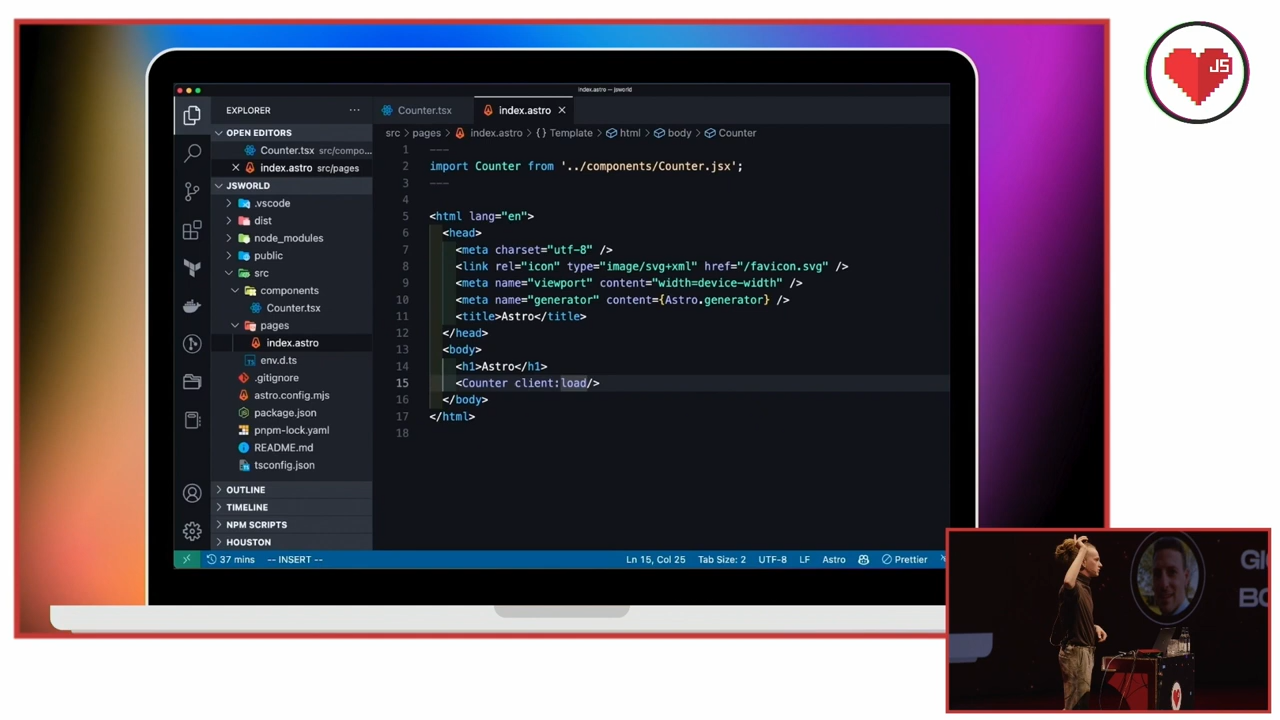 JS
index.astro — jsworld
EXPLORER ···
Counter.tsx
index.astro
OPEN EDITORS
Counter.tsx src/compo...
index.astro src/pages
JSWORLD
.vscode
dist
node_modules
public
src
components
Counter.tsx
pages
index.astro
env.d.ts
.gitignore
astro.config.mjs
package.json
pnpm-lock.yaml
README.md
tsconfig.json
OUTLINE
TIMELINE
NPM SCRIPTS
HOUSTON
src > pages > index.astro > {} Template > html > body > Counter
1 ---
2 import Counter from '../components/Counter.jsx';
3 ---
4
5 <html lang="en">
6 <head>
7 <meta charset="utf-8" />
8 <link rel="icon" type="image/svg+xml" href="/favicon.svg" />
9 <meta name="viewport" content="width=device-width" />
10 <meta name="generator" content={Astro.generator} />
11 <title>Astro</title>
12 </head>
13 <body>
14 <h1>Astro</h1>
15 <Counter client:load/>
16 </body>
17 </html>
18
37 mins -- INSERT -- Ln 15, Col 25 Tab Size: 2 UTF-8 LF Astro Prettier
GI
BO